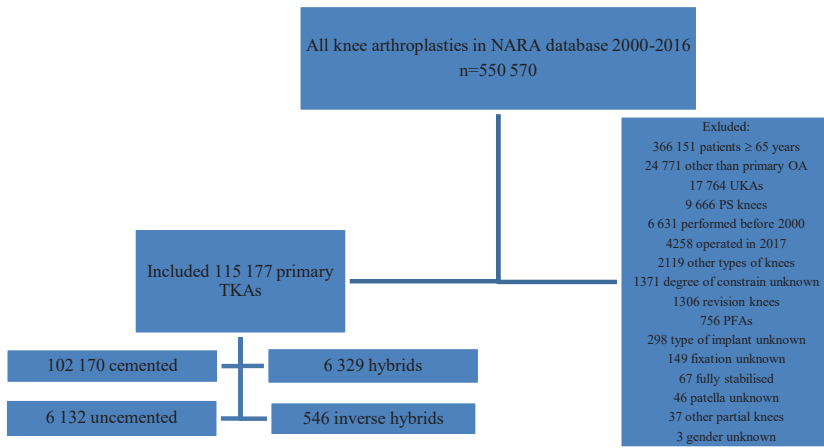 All knee arthroplasties in NARA database 2000-2016
n=550 570
Exluded:
366 151 patients ≥ 65 years
24 771 other than primary OA
17 764 UKAs
9 666 PS knees
6 631 performed before 2000
4258 operated in 2017
2119 other types of knees
1371 degree of constrain unknown
1306 revision knees
756 PFAs
298 type of implant unknown
149 fixation unknown
67 fully stabilised
46 patella unknown
37 other partial knees
3 gender unknown
Included 115 177 primary
TKAs
102 170 cemented
6 329 hybrids
6 132 uncemented
546 inverse hybrids